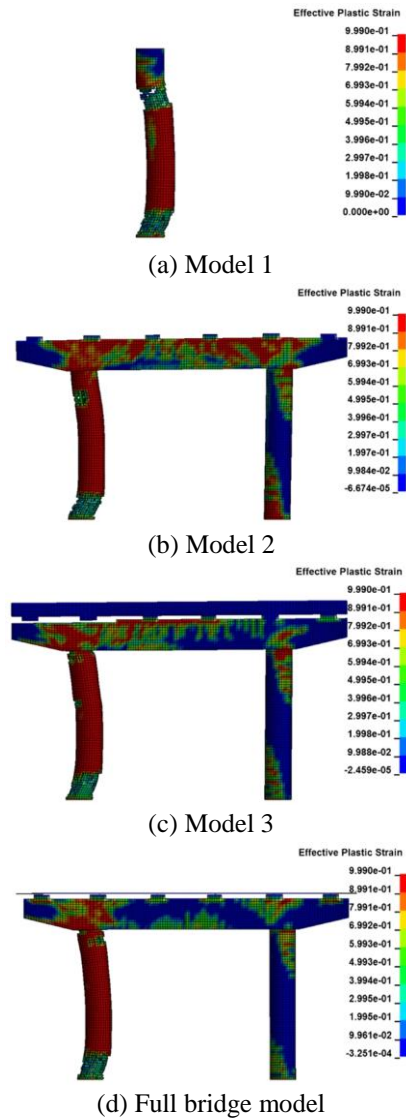 Effective Plastic Strain
9.990e-01
8.991e-01
7.992e-01
6.993e-01
5.994e-01
4.995e-01
3.996e-01
2.997e-01
1.998e-01
9.990e-02
0.000e+00
(a) Model 1
Effective Plastic Strain
9.990e-01
8.991e-01
7.992e-01
6.993e-01
5.994e-01
4.995e-01
3.996e-01
2.997e-01
1.997e-01
9.984e-02
-6.674e-05
(b) Model 2
Effective Plastic Strain
9.990e-01
8.991e-01
7.992e-01
6.993e-01
5.994e-01
4.995e-01
3.996e-01
2.997e-01
1.998e-01
9.988e-02
-2.459e-05
(c) Model 3
Effective Plastic Strain
9.990e-01
8.991e-01
7.991e-01
6.992e-01
5.993e-01
4.993e-01
3.994e-01
2.995e-01
1.995e-01
9.961e-02
-3.251e-04
(d) Full bridge model